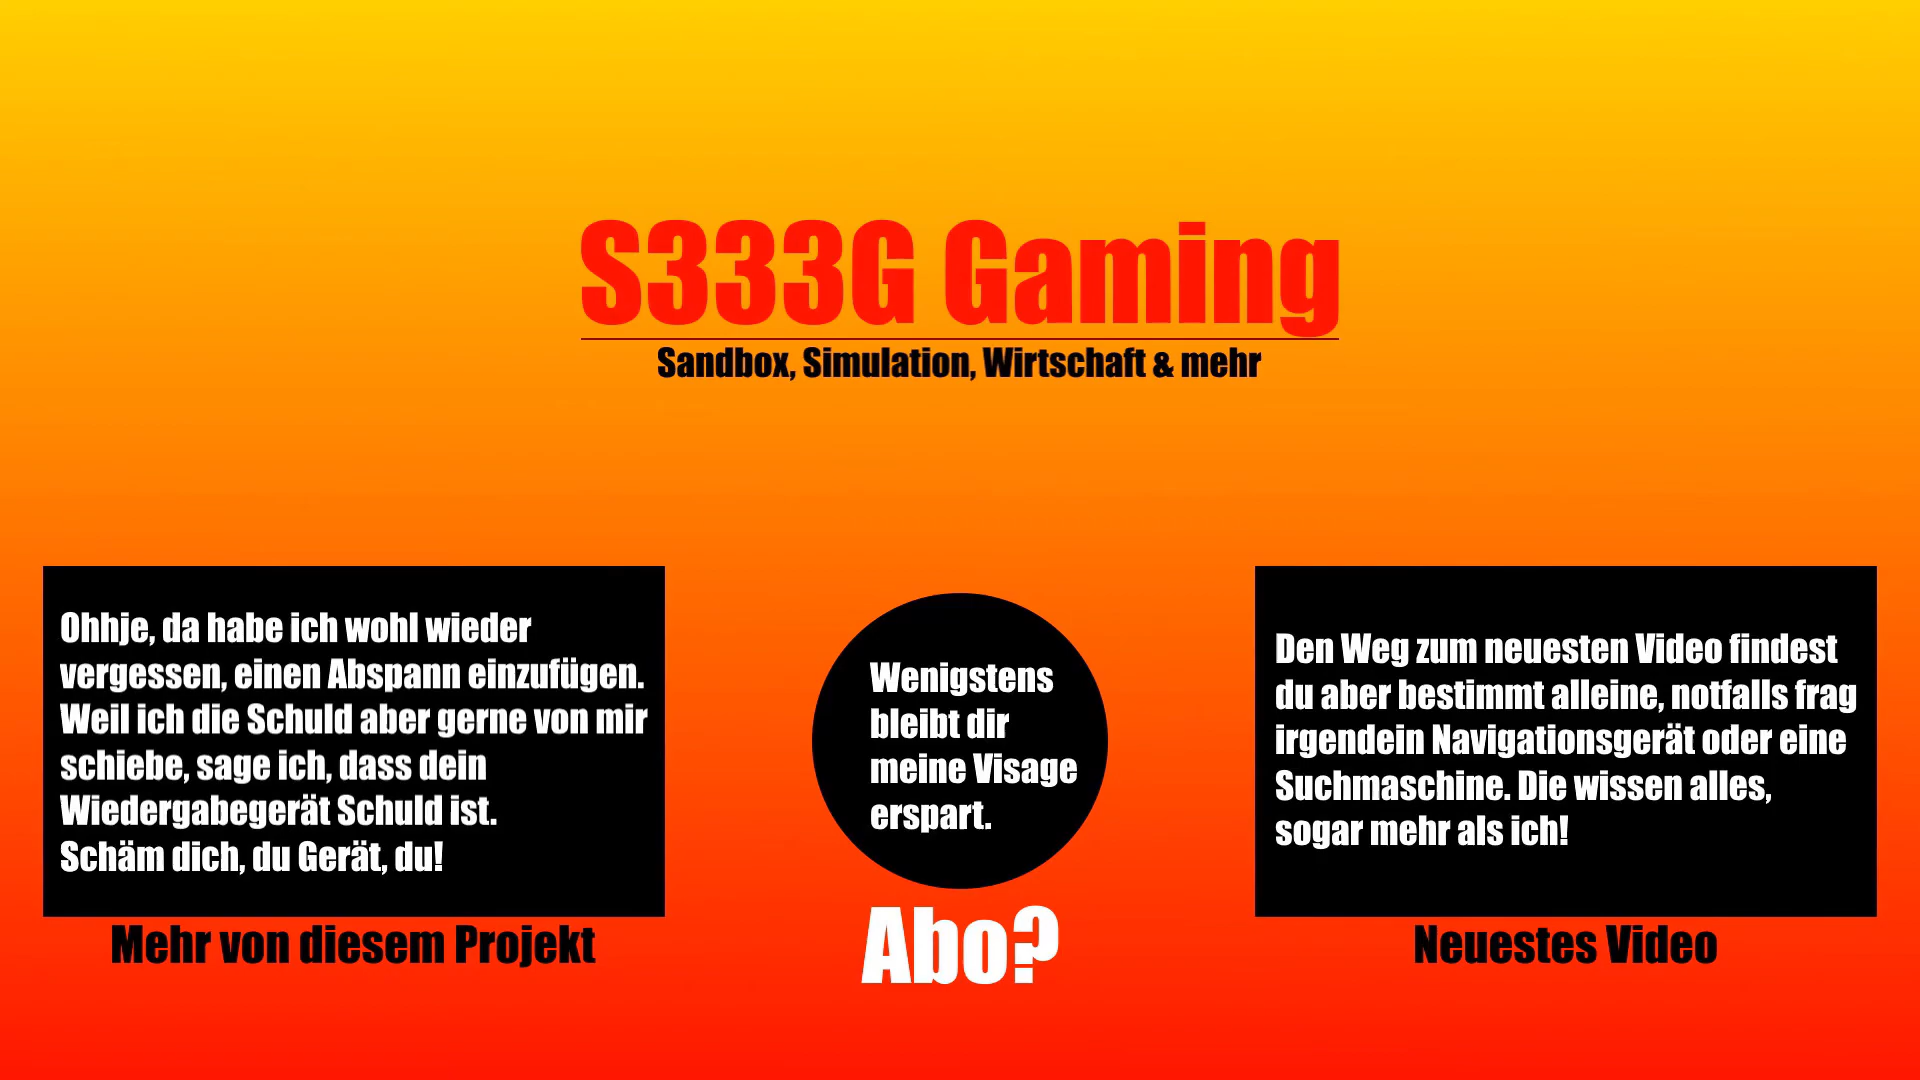 S333G Gaming
Sandbox, Simulation, Wirtschaft & mehr
Ohhje, da habe ich wohl wieder
vergessen, einen Abspann einzufügen.
Weil ich die Schuld aber gerne von mir
schiebe, sage ich, dass dein
Wiedergabegerät Schuld ist.
Schäm dich, du Gerät, du!
Mehr von diesem Projekt
Wenigstens
bleibt dir
meine Visage
erspart.
Abo?
Den Weg zum neuesten Video findest
du aber bestimmt alleine, notfalls frag
irgendein Navigationsgerät oder eine
Suchmaschine. Die wissen alles,
sogar mehr als ich!
Neuestes Video